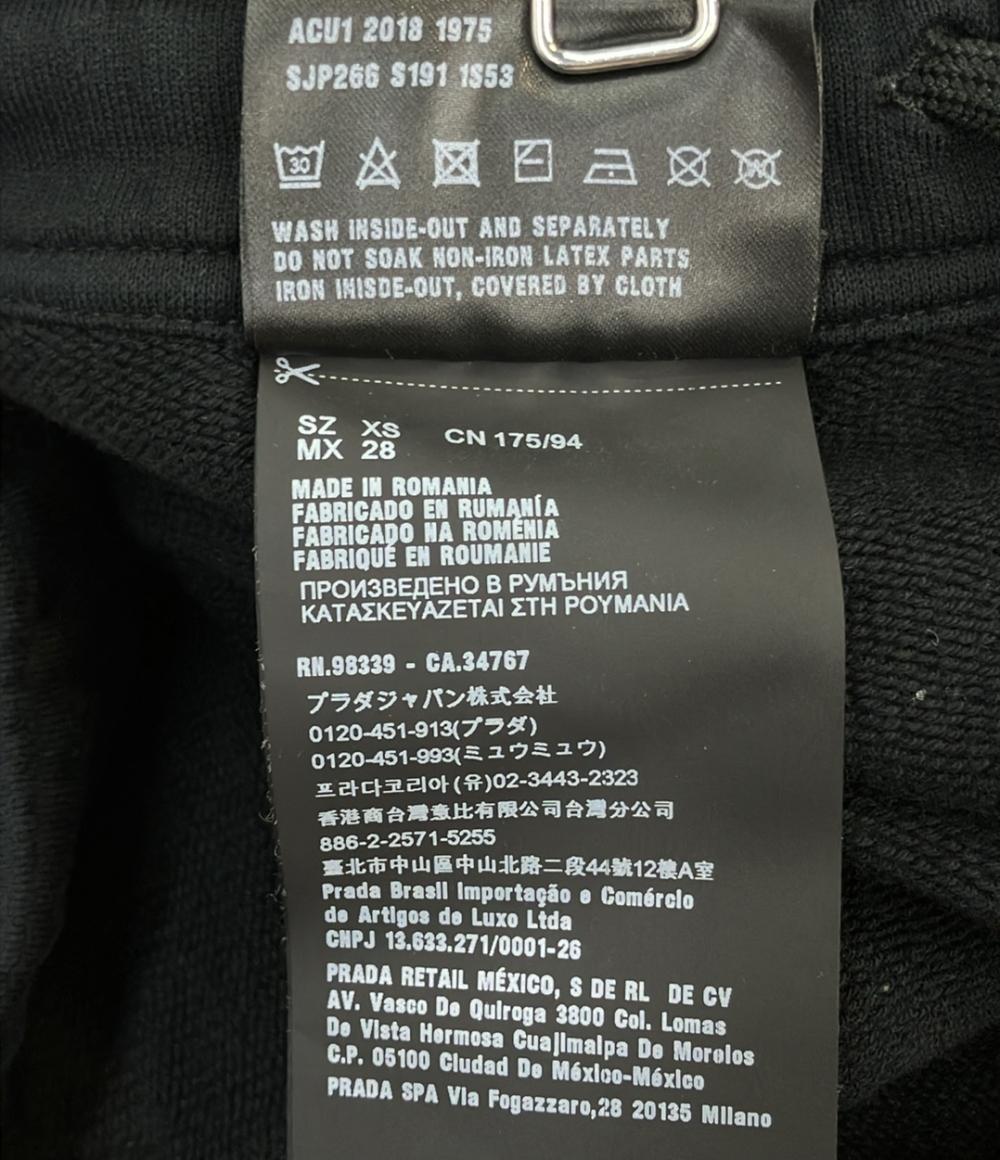 ACU1 2018 1975
SJP266 S191 1S53
30
WASH INSIDE-OUT AND SEPARATELY
DO NOT SOAK NON-IRON LATEX PARTS
IRON INISDE-OUT, COVERED BY CLOTH
SZ XS CN 175/94
MX 28
MADE IN ROMANIA
FABRICADO EN RUMANÍA
FABRICADO NA ROMÊNIA
FABRIQUÉ EN ROUMANIE
ПРОИЗВЕДЕНО В РУМЪНИЯ
ΚΑΤΑΣΚΕΥΑΖΕΤΑΙ ΣΤΗ ΡΟΥΜΑΝΙΑ
RN.98339 - CA.34767
プラダジャパン株式会社
0120-451-913(プラダ)
0120-451-993(ミュウミュウ)
프라다코리아(유)02-3443-2323
香港商台灣蒼比有限公司台灣分公司
886-2-2571-5255
臺北市中山區中山北路二段44號12樓A室
Prada Brasil Importação e Comércio
de Artigos de Luxo Ltda
CNPJ 13.633.271/0001-26
PRADA RETAIL MÉXICO, S DE RL DE CV
AV. Vasco De Quiroga 3800 Col. Lomas
De Vista Hermosa Cuajimalpa De Morelos
C.P. 05100 Ciudad De México-México
PRADA SPA Via Fogazzaro,28 20135 Milano